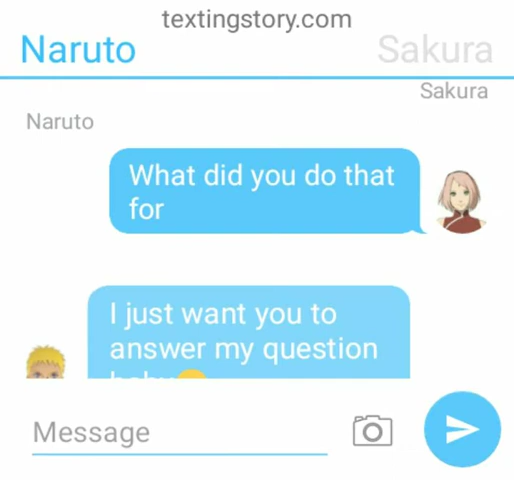 textingstory.com
Naruto Sakura
Sakura
Naruto
What did you do that
for
I just want you to
answer my question
Message